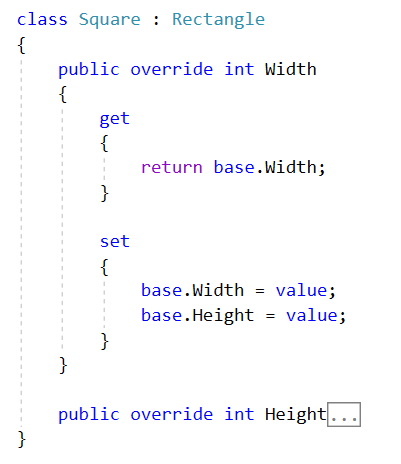 class Square : Rectangle
{
public override int Width
{
get
{
return base.Width;
}
set
{
base.Width = value;
base.Height = value;
}
}
public override int Height...
}